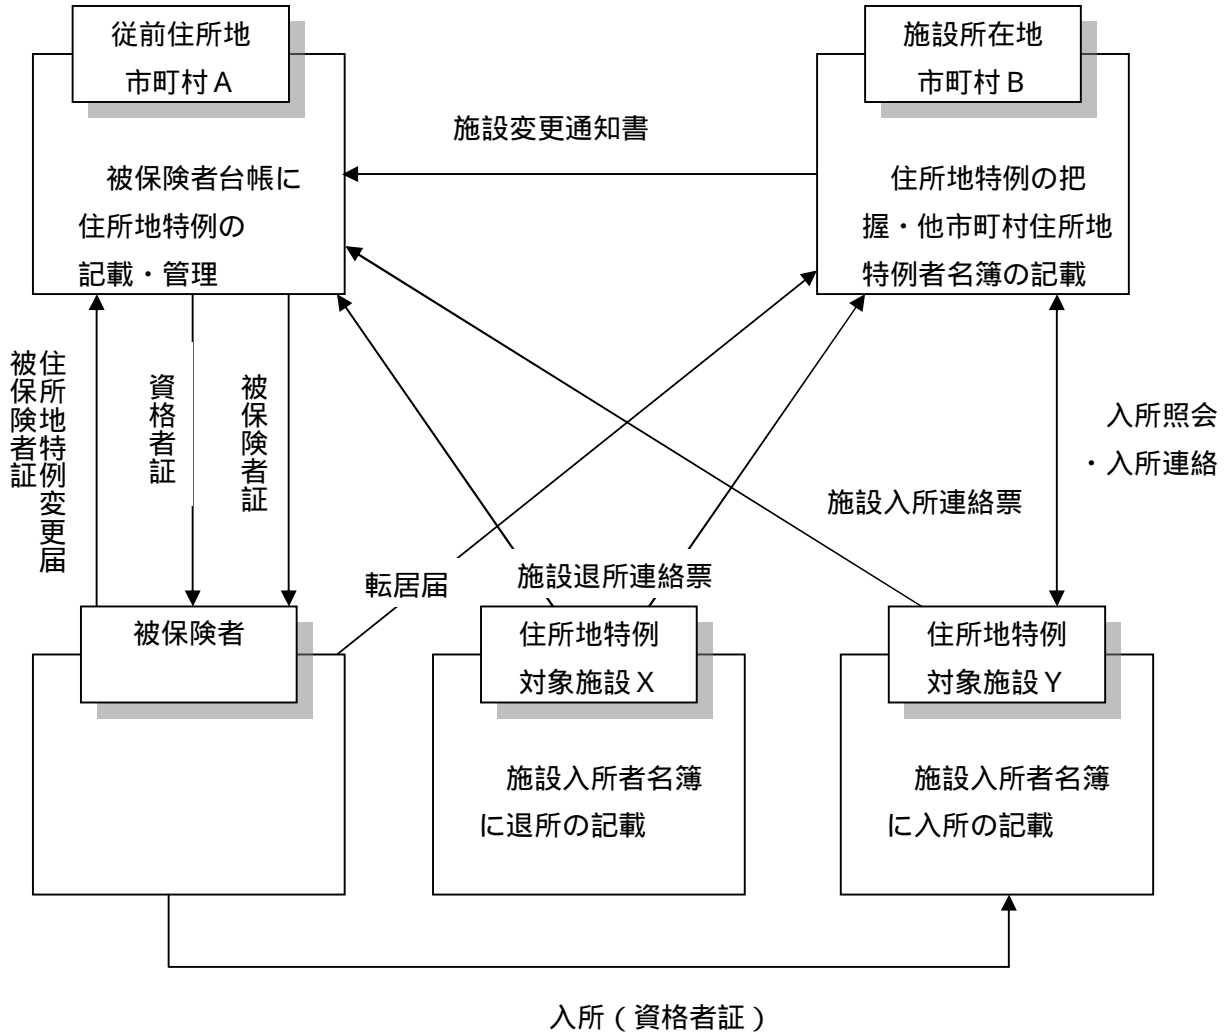 従前住所地
市町村A
施設所在地
市町村B
施設変更通知書
被保険者台帳に
住所地特例の
記載・管理
住所地特例の把
握・他市町村住所地
特例者名簿の記載
住所地特例変更届
被保険者証
資格者証
被保険者証
入所照会
・入所連絡
施設入所連絡票
転居届
施設退所連絡票
被保険者
住所地特例
対象施設X
住所地特例
対象施設Y
施設入所者名簿
に退所の記載
施設入所者名簿
に入所の記載
入所(資格者証)